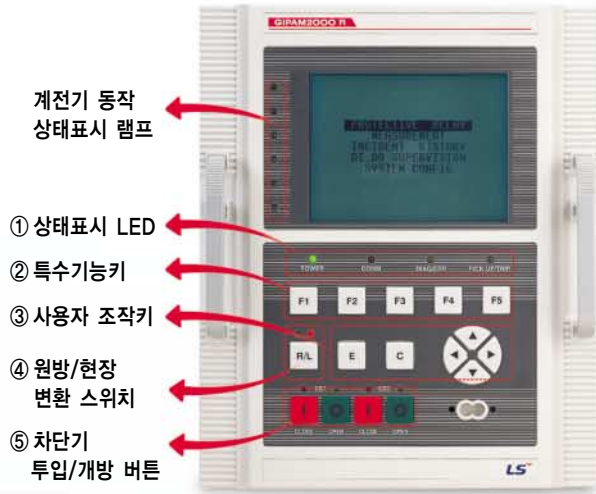 GIPAM2000 FI
계전기 동작
상태표시 램프
PROTECTIVE RELAY
MEASUREMENT
INCIDENT HISTORY
DI,DO SUPERVISION
SYSTEM CONFIG
① 상태표시 LED
POWER COMM DIAG/ERR PICK UP/TRIP
② 특수기능키
F1 F2 F3 F4 F5
③ 사용자 조작키
R/L E C
④ 원방/현장
변환 스위치
CLOSE OPEN CLOSE OPEN
⑤ 차단기
투입/개방 버튼
LS